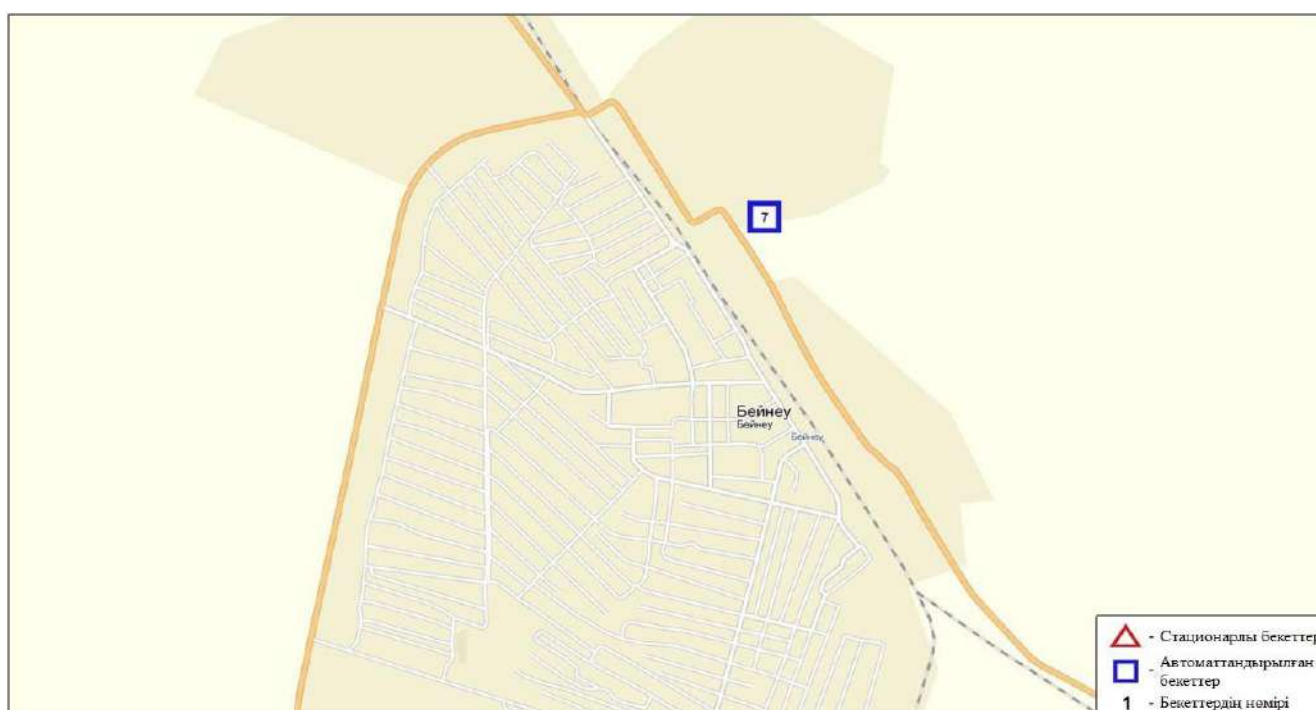 7
Бейнеу
Бейнеу
Бейнеу
- Стационарлы бекеттер
- Автоматтандырылған
бекеттер
1 - Бекеттердің нөмірі